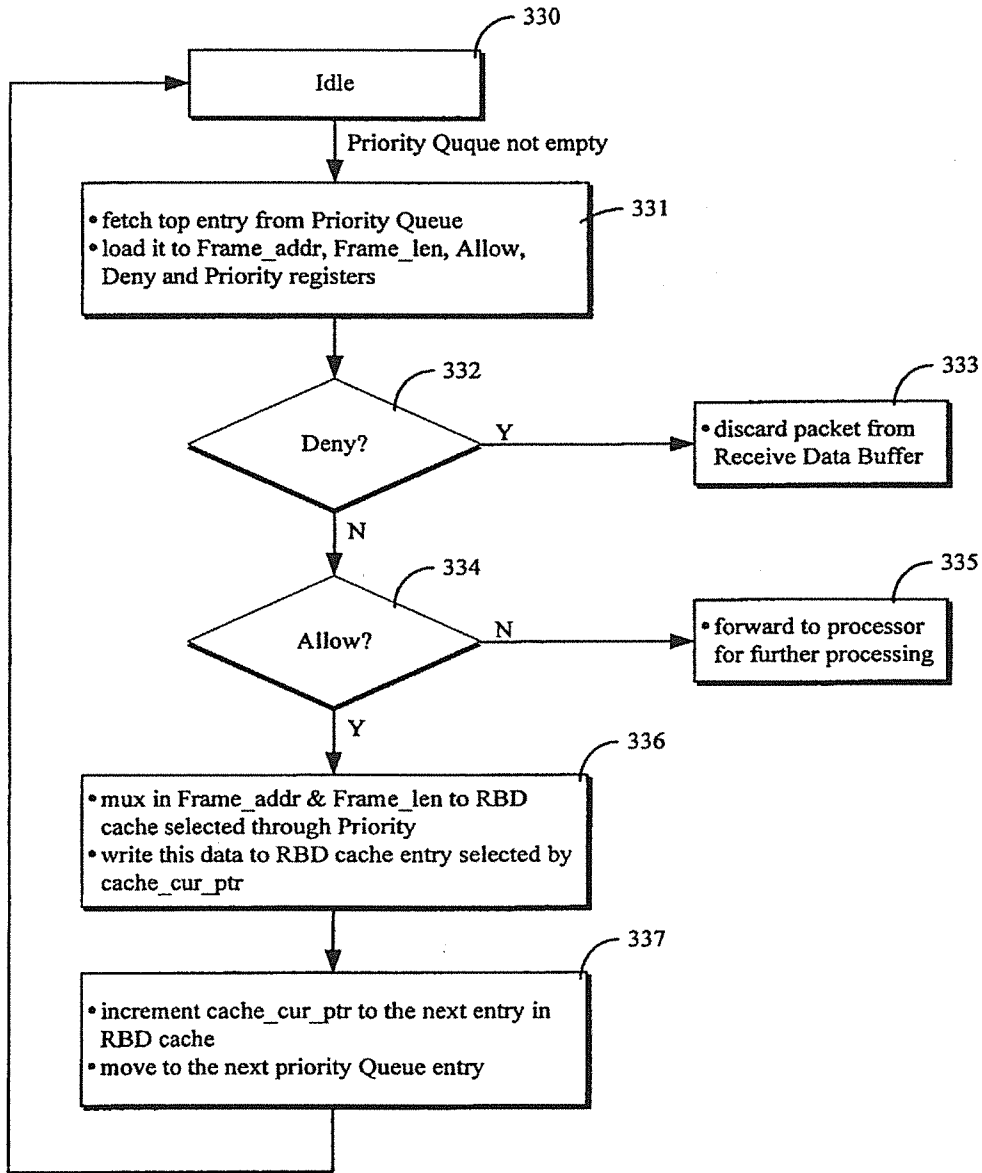 330
Idle
Priority Quque not empty
331
• fetch top entry from Priority Queue
• load it to Frame_addr, Frame_len, Allow,
Deny and Priority registers
332
Deny?
Y
333
• discard packet from
Receive Data Buffer
N
334
Allow?
N
335
• forward to processor
for further processing
Y
336
• mux in Frame_addr & Frame_len to RBD
cache selected through Priority
• write this data to RBD cache entry selected by
cache_cur_ptr
337
• increment cache_cur_ptr to the next entry in
RBD cache
• move to the next priority Queue entry